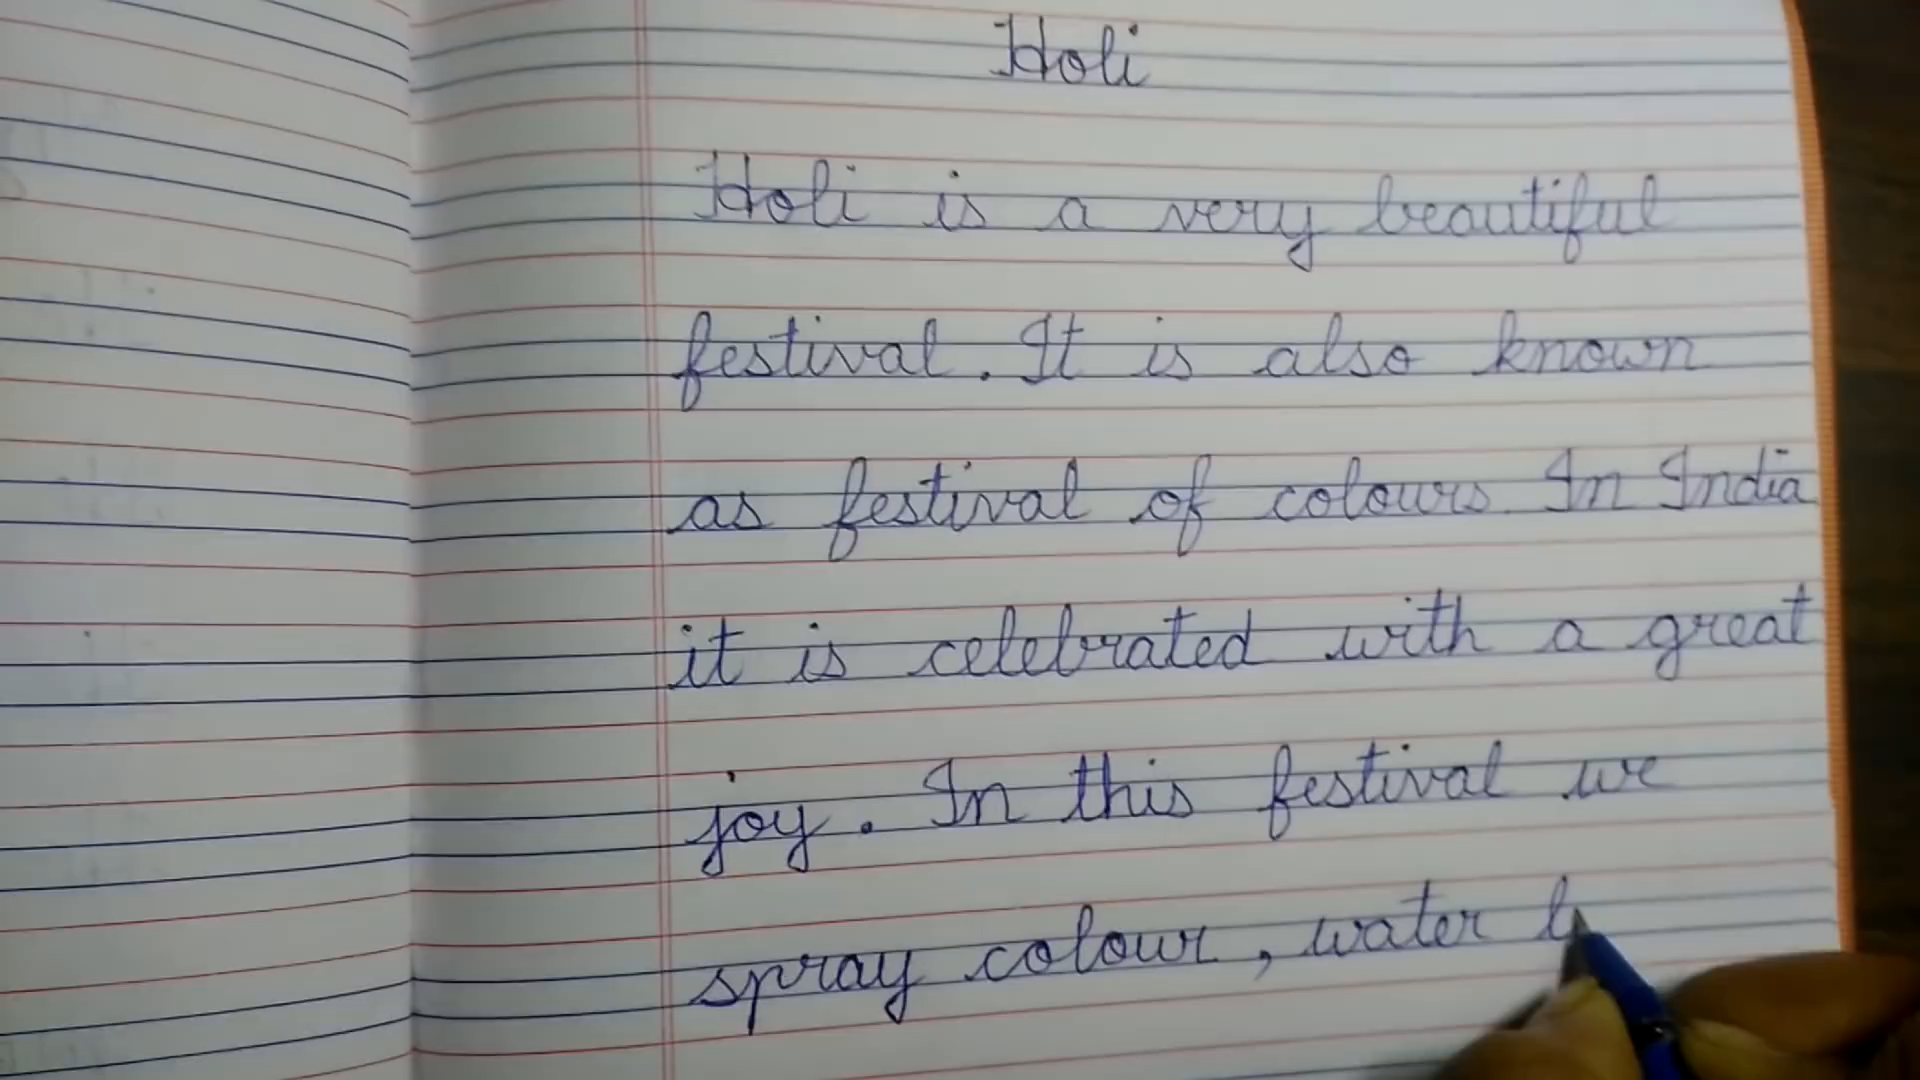 Holi
Holi is a very beautiful
festival. It is also known
as festival of colours. In India
it is celebrated with a great
joy. In this festival we
spray colour, water